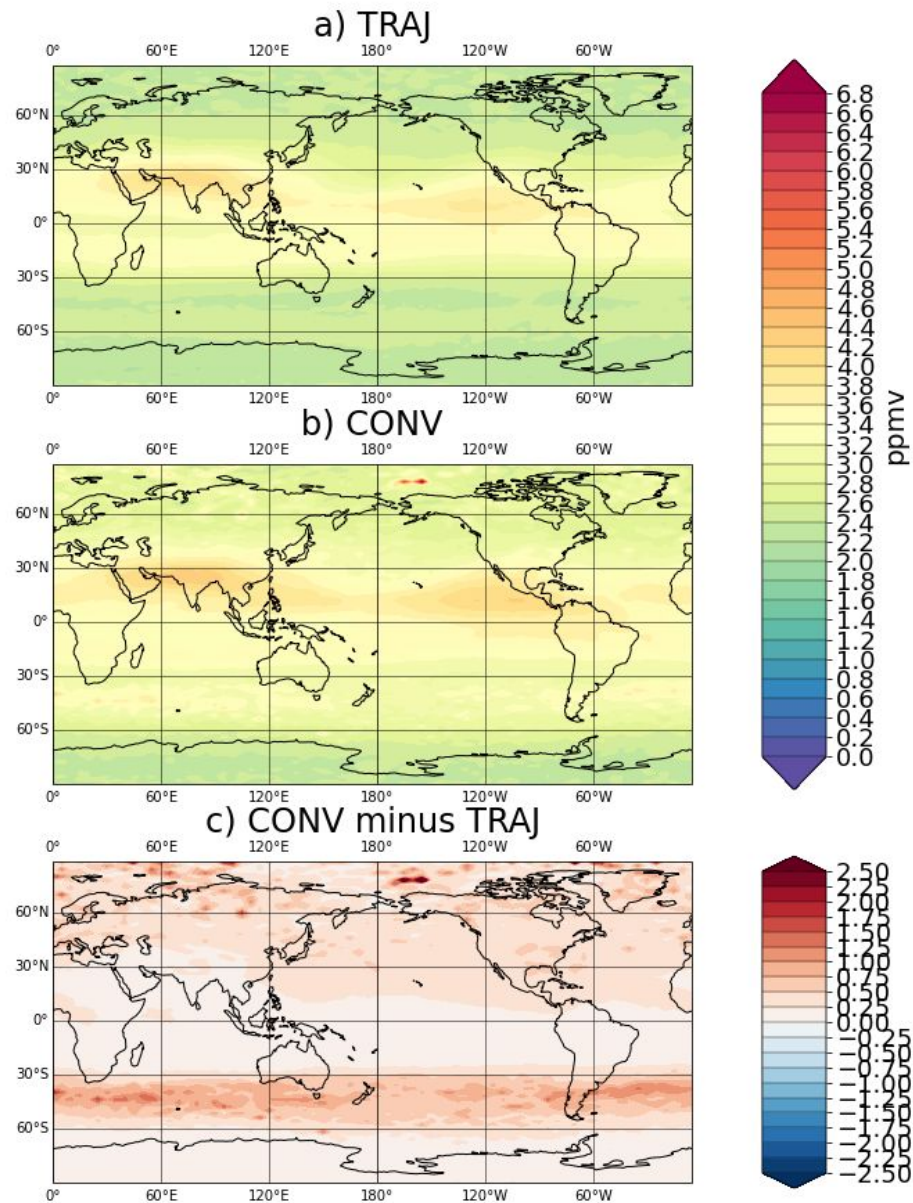 a) TRAJ
0° 60°E 120°E 180° 120°W 60°W
60°N
30°N
0°
30°S
60°S
0° 60°E 120°E 180° 120°W 60°W
b) CONV
0° 60°E 120°E 180° 120°W 60°W
60°N
30°N
0°
30°S
60°S
0° 60°E 120°E 180° 120°W 60°W
c) CONV minus TRAJ
0° 60°E 120°E 180° 120°W 60°W
60°N
30°N
0°
30°S
60°S
0° 60°E 120°E 180° 120°W 60°W
6.8
6.6
6.4
6.2
6.0
5.8
5.6
5.4
5.2
5.0
4.8
4.6
4.4
4.2
4.0
3.8
3.6
3.4
3.2
3.0
2.8
2.6
2.4
2.2
2.0
1.8
1.6
1.4
1.2
1.0
0.8
0.6
0.4
0.2
0.0
ppmv
2.50
2.25
2.00
1.75
1.50
1.25
1.00
0.75
0.50
0.25
0.00
−0.25
−0.50
−0.75
−1.00
−1.25
−1.50
−1.75
−2.00
−2.25
−2.50